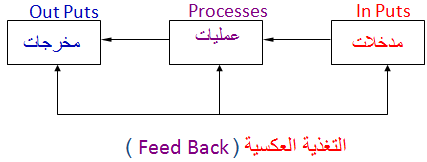 Out Puts Processes In Puts
مدخلات عمليات مخرجات
التغذية العكسية ( Feed Back )